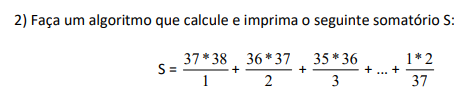 2) Faça um algoritmo que calcule e imprima o seguinte somatório S:
S = 37 * 38 / 1 + 36 * 37 / 2 + 35 * 36 / 3 + ... + 1 * 2 / 37